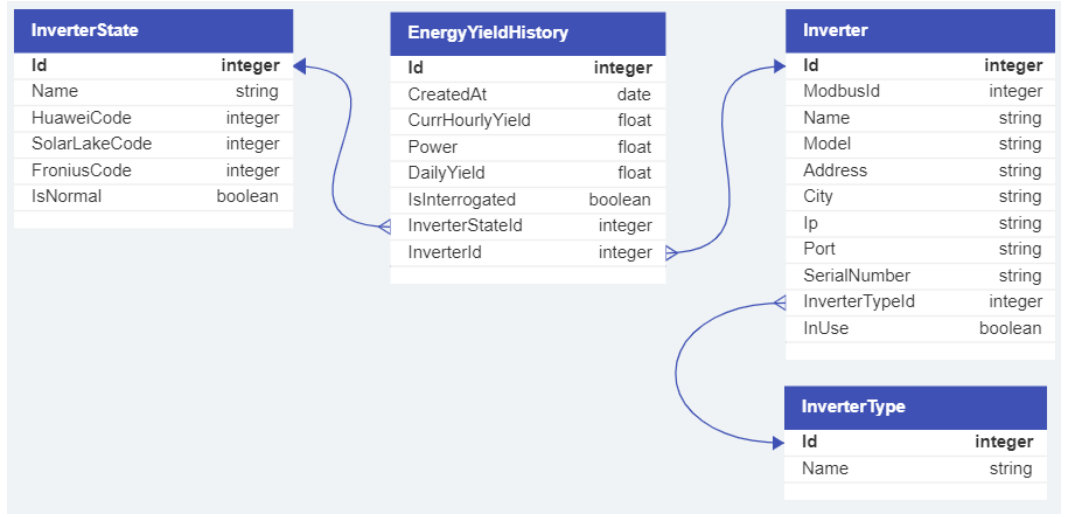 InverterState
Id integer
Name string
HuaweiCode integer
SolarLakeCode integer
FroniusCode integer
IsNormal boolean
EnergyYieldHistory
Id integer
CreatedAt date
CurrHourlyYield float
Power float
DailyYield float
IsInterrogated boolean
InverterStateId integer
InverterId integer
Inverter
Id integer
ModbusId integer
Name string
Model string
Address string
City string
Ip string
Port string
SerialNumber string
InverterTypeId integer
InUse boolean
InverterType
Id integer
Name string